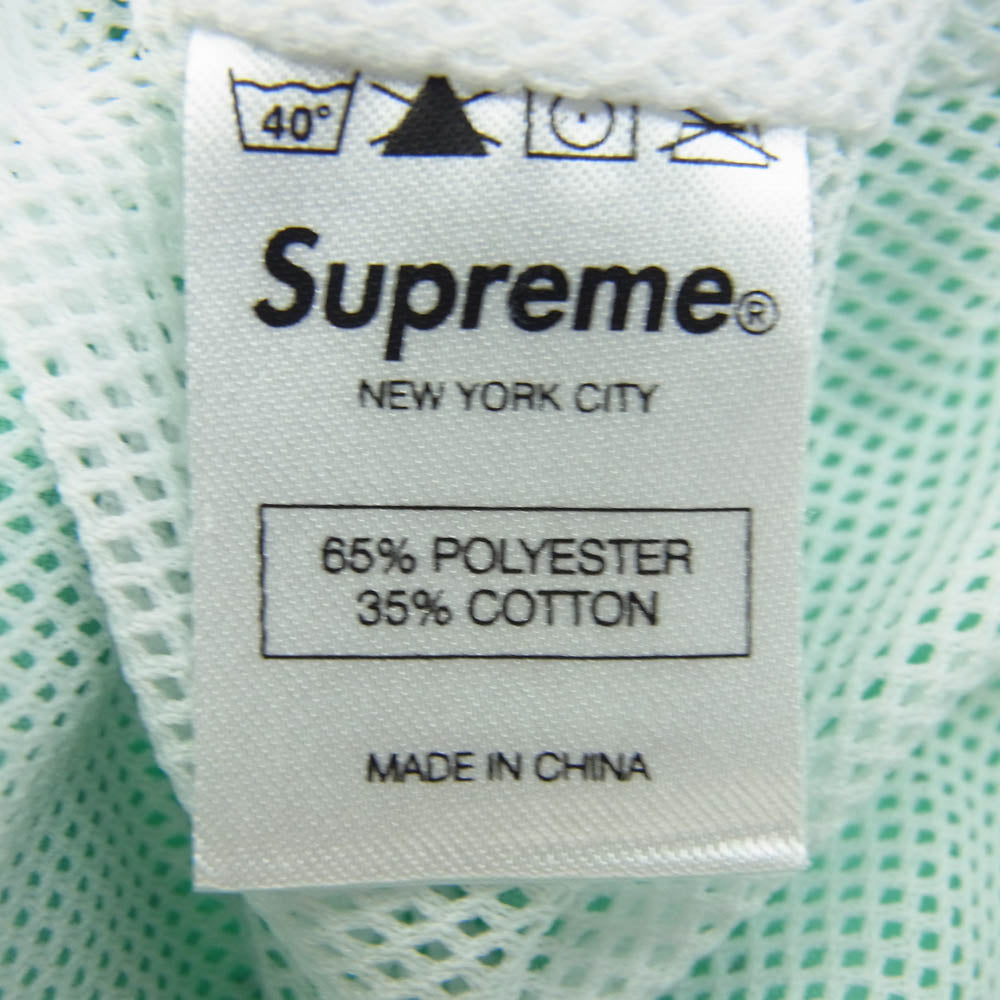 40°
Supreme®
NEW YORK CITY
65% POLYESTER
35% COTTON
MADE IN CHINA